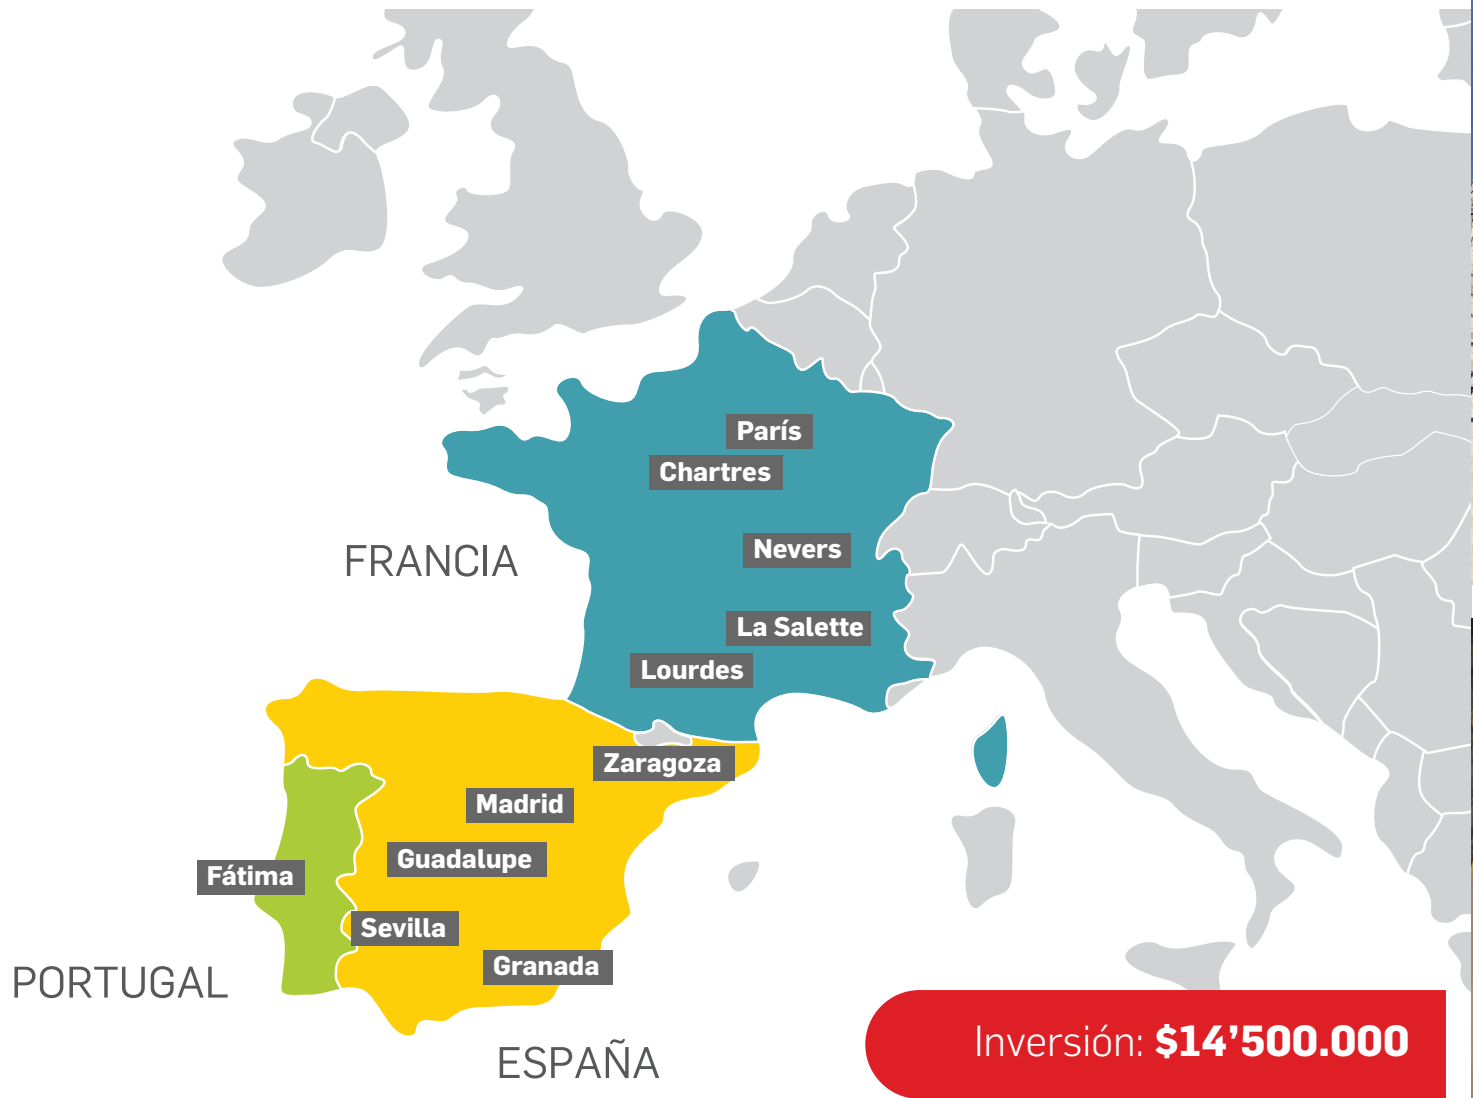 París
Chartres
Nevers
FRANCIA
La Salette
Lourdes
Zaragoza
Madrid
Guadalupe
Fátima
Sevilla
Granada
PORTUGAL
ESPAÑA
Inversión: $14’500.000